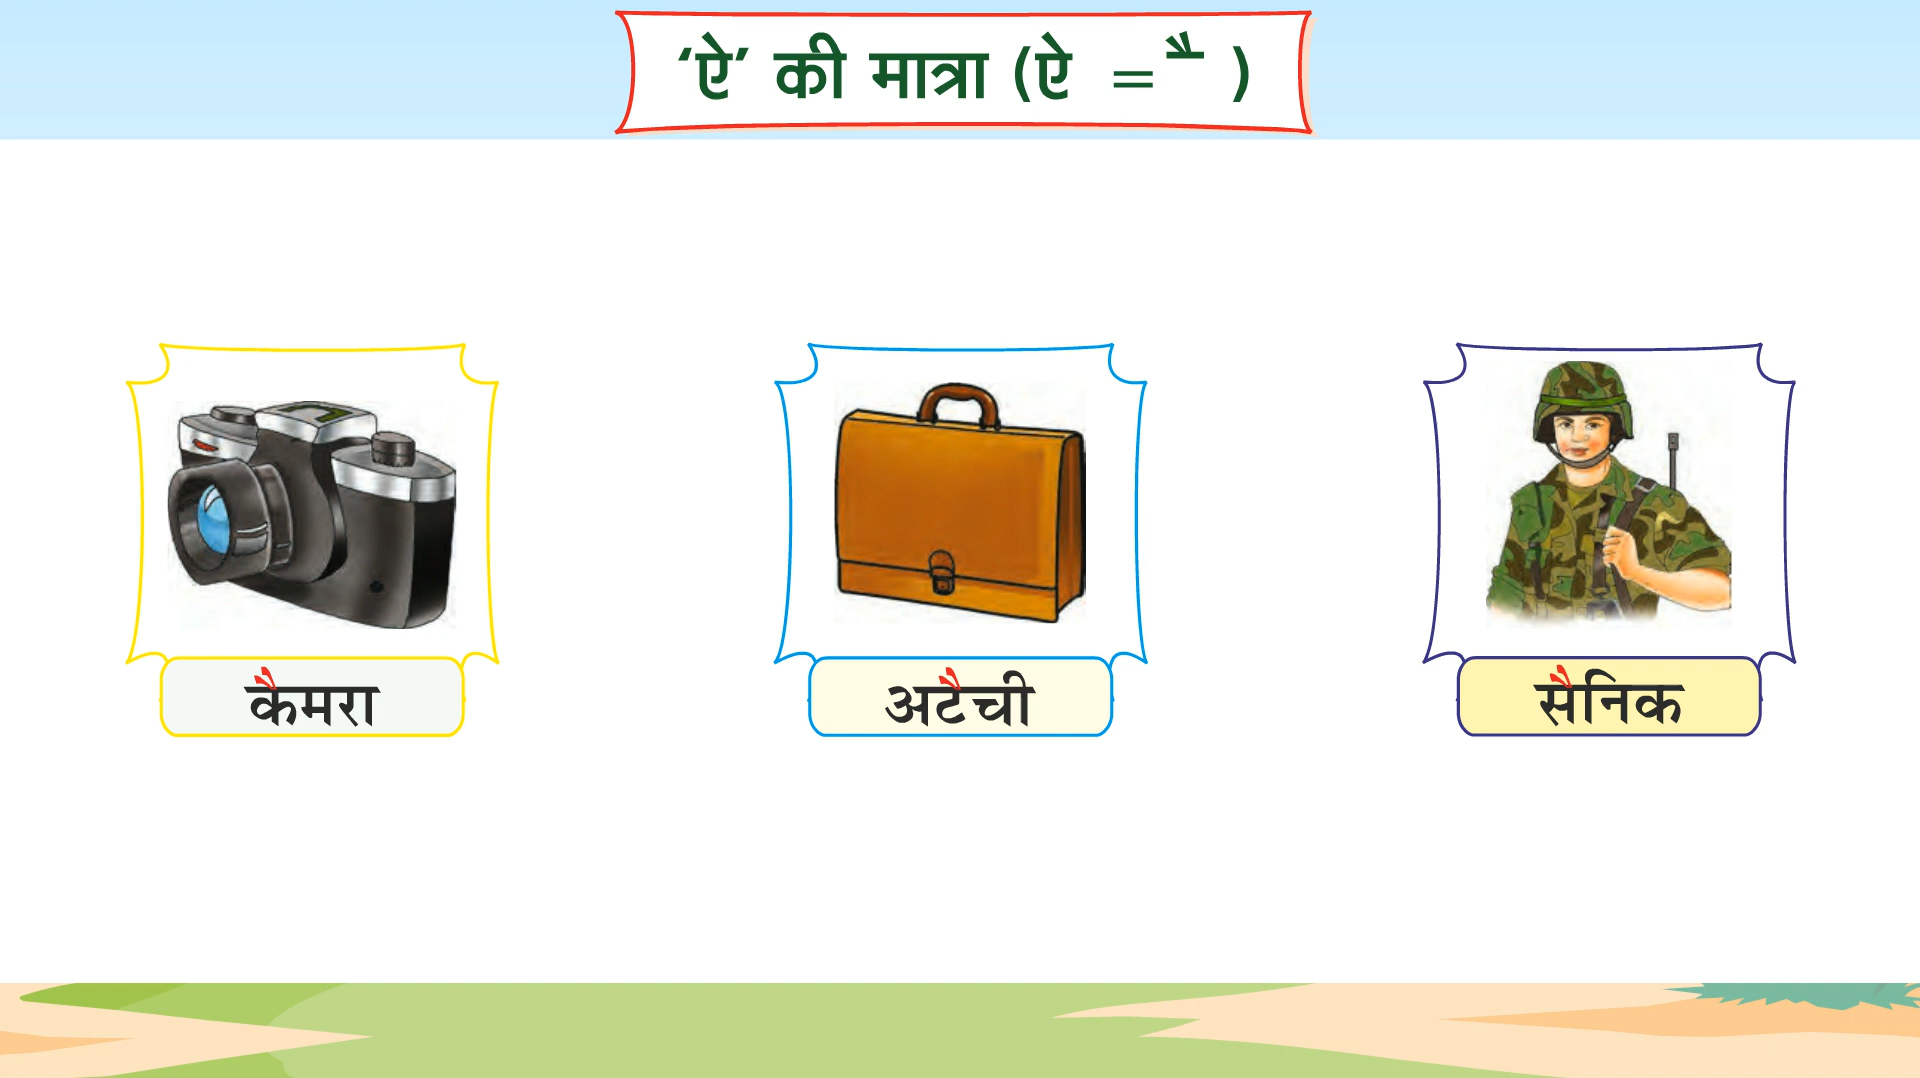 ‘ऐ’ की मात्रा (ऐ = ै )
कैमरा
अटैची
सैनिक